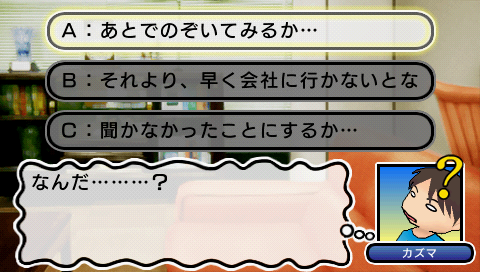 A：あとでのぞいてみるか…
B：それより、早く会社に行かないとな
C：聞かなかったことにするか…
なんだ………？
?
カズマ